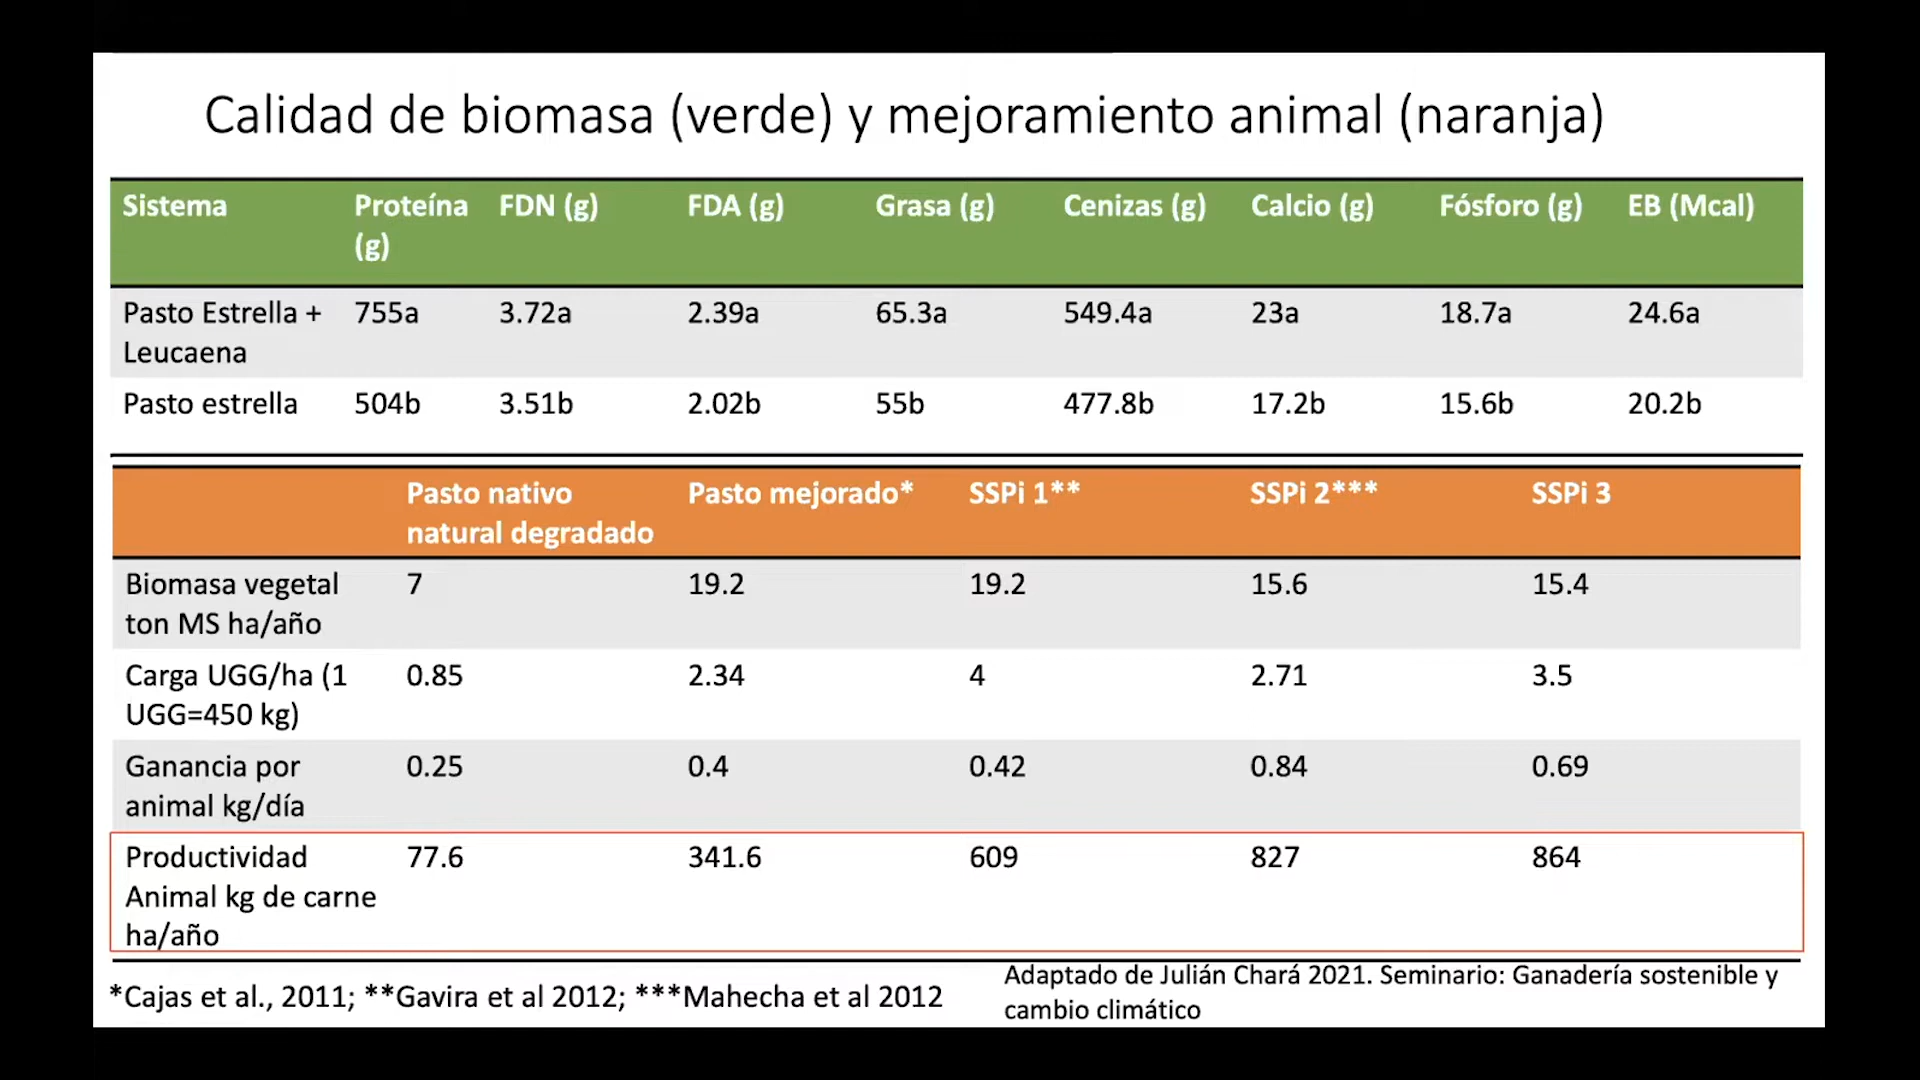 Calidad de biomasa (verde) y mejoramiento animal (naranja)
Sistema Proteína (g) FDN (g) FDA (g) Grasa (g) Cenizas (g) Calcio (g) Fósforo (g) EB (Mcal)
Pasto Estrella + Leucaena 755a 3.72a 2.39a 65.3a 549.4a 23a 18.7a 24.6a
Pasto estrella 504b 3.51b 2.02b 55b 477.8b 17.2b 15.6b 20.2b
Pasto nativo natural degradado Pasto mejorado* SSPi 1** SSPi 2*** SSPi 3
Biomasa vegetal ton MS ha/año 7 19.2 19.2 15.6 15.4
Carga UGG/ha (1 UGG=450 kg) 0.85 2.34 4 2.71 3.5
Ganancia por animal kg/día 0.25 0.4 0.42 0.84 0.69
Productividad Animal kg de carne ha/año 77.6 341.6 609 827 864
*Cajas et al., 2011; **Gavira et al 2012; ***Mahecha et al 2012
Adaptado de Julián Chará 2021. Seminario: Ganadería sostenible y
cambio climático